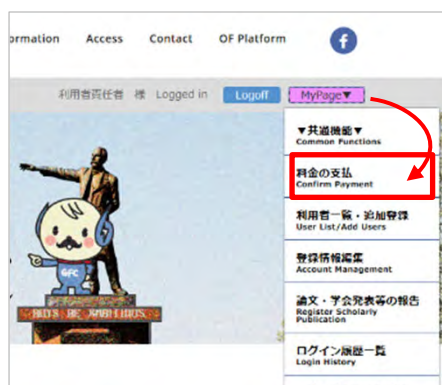 ormation Access Contact OF Platform f
利用者責任者 様 Logged in Logoff MyPage▼
▼共通機能▼
Common Functions
料金の支払
Confirm Payment
利用者一覧・追加登録
User List/Add Users
登録情報編集
Account Management
論文・学会発表等の報告
Register Scholarly
Publication
ログイン履歴一覧
Login History
GFC
BOYS BE AMBITIOUS